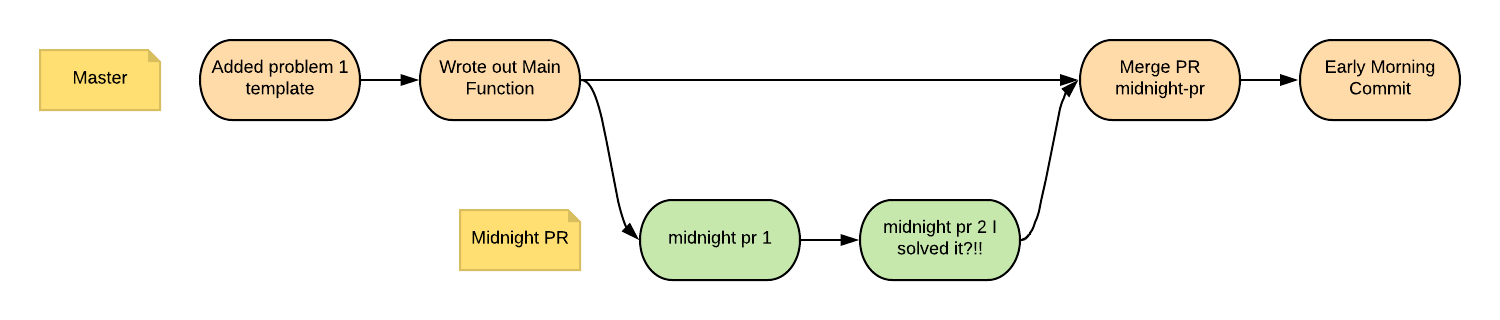 Master
Added problem 1
template
Wrote out Main
Function
Merge PR
midnight-pr
Early Morning
Commit
Midnight PR
midnight pr 1
midnight pr 2 I
solved it?!!